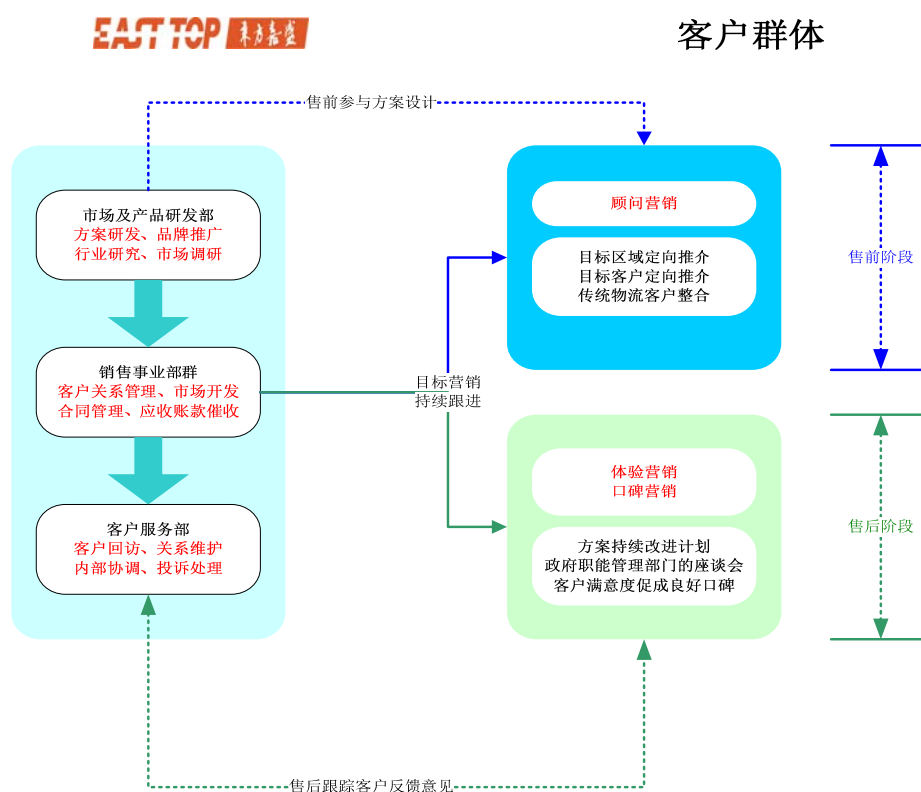 EAST TOP 东方嘉盛
客户群体
售前参与方案设计
市场及产品研发部
方案研发、品牌推广
行业研究、市场调研
销售事业部群
客户关系管理、市场开发
合同管理、应收账款催收
客户服务部
客户回访、关系维护
内部协调、投诉处理
目标营销
持续跟进
顾问营销
目标区域定向推介
目标客户定向推介
传统物流客户整合
体验营销
口碑营销
方案持续改进计划
政府职能管理部门的座谈会
客户满意度促成良好口碑
售前阶段
售后阶段
售后跟踪客户反馈意见